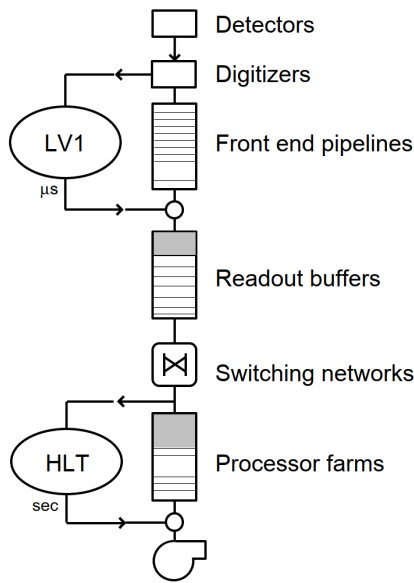 Detectors
Digitizers
LV1
Front end pipelines
μs
Readout buffers
Switching networks
HLT
Processor farms
sec